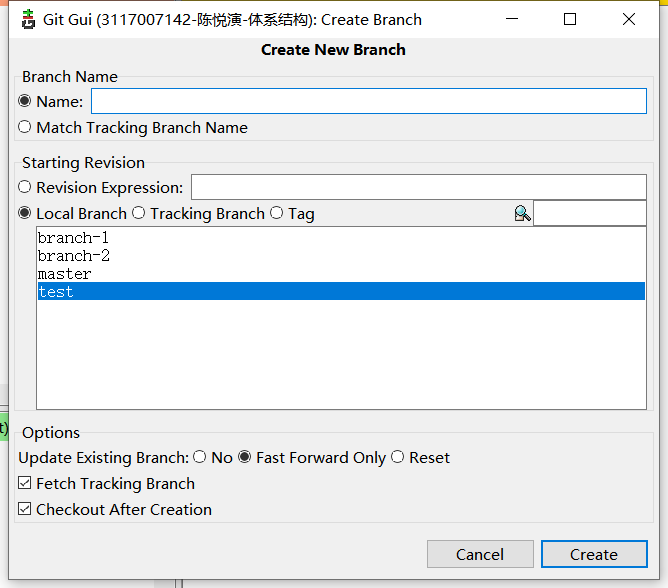 Git Gui (3117007142-陈悦演-体系结构): Create Branch
Create New Branch
Branch Name
Name:
Match Tracking Branch Name
Starting Revision
Revision Expression:
Local Branch Tracking Branch Tag
branch-1
branch-2
master
test
t)
Options
Update Existing Branch: No Fast Forward Only Reset
Fetch Tracking Branch
Checkout After Creation
Cancel Create